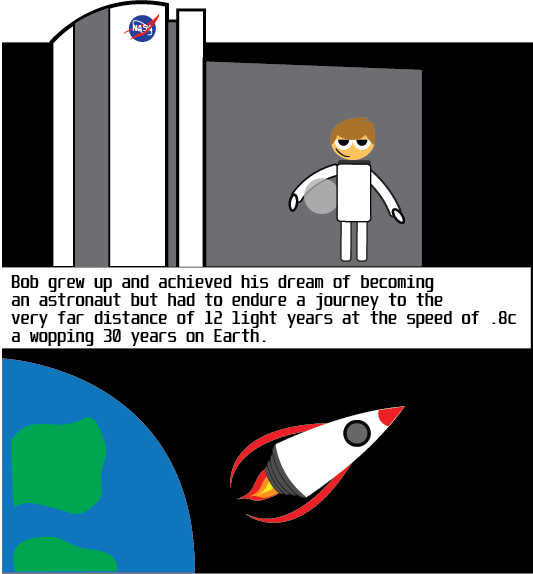 NASA
Bob grew up and achieved his dream of becoming
an astronaut but had to endure a journey to the
very far distance of 12 light years at the speed of .8c
a wopping 30 years on Earth.